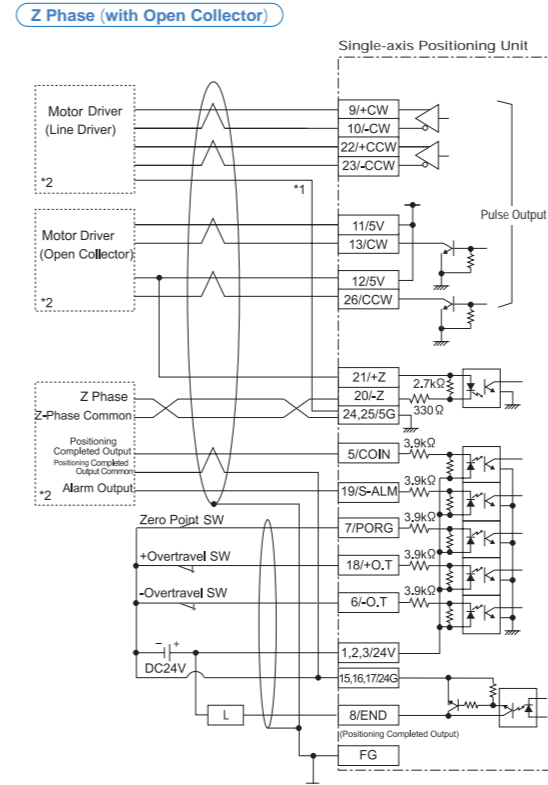 Z Phase (with Open Collector)
Single-axis Positioning Unit
Motor Driver
(Line Driver)
*2
9/+CW
10/-CW
22/+CCW
23/-CCW
*1
Pulse Output
Motor Driver
(Open Collector)
*2
11/5V
13/CW
12/5V
26/CCW
21/+Z
20/-Z
24,25/5G
2.7kΩ
330Ω
Z Phase
Z-Phase Common
Positioning
Completed Output
Positioning Completed
Output Common
*2 Alarm Output
5/COIN
3.9kΩ
19/S-ALM
3.9kΩ
Zero Point SW
7/PORG
3.9kΩ
+Overtravel SW
18/+O.T
3.9kΩ
-Overtravel SW
6/-O.T
3.9kΩ
− +
DC24V
1,2,3/24V
15,16,17/24G
L
8/END
(Positioning Completed Output)
FG